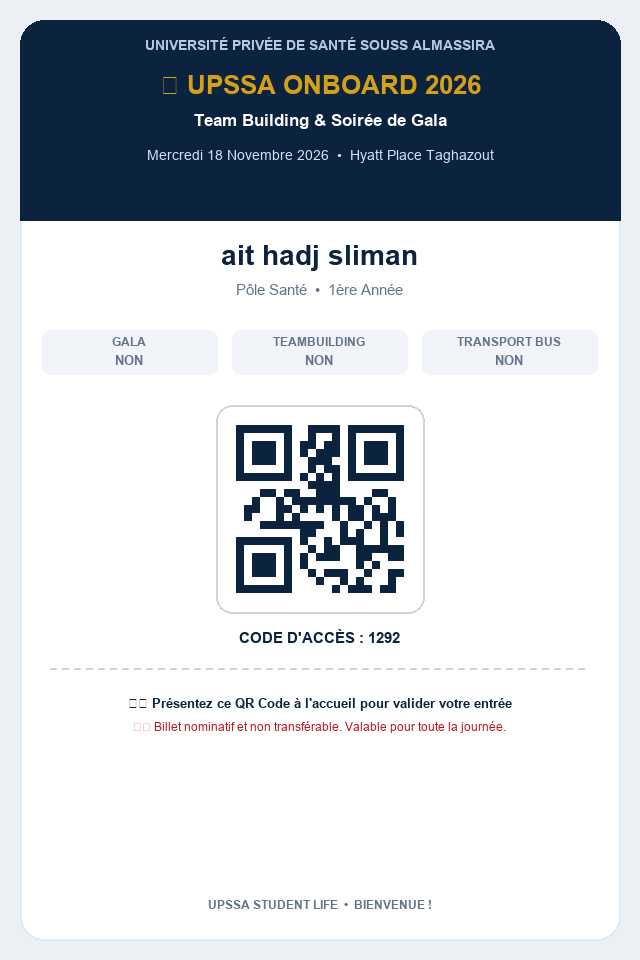 UNIVERSITÉ PRIVÉE DE SANTÉ SOUSS ALMASSIRA
UPSSA ONBOARD 2026
Team Building & Soirée de Gala
Mercredi 18 Novembre 2026 • Hyatt Place Taghazout
ait hadj sliman
Pôle Santé • 1ère Année
GALA
NON
TEAMBUILDING
NON
TRANSPORT BUS
NON
CODE D'ACCÈS : 1292
Présentez ce QR Code à l'accueil pour valider votre entrée
Billet nominatif et non transférable. Valable pour toute la journée.
UPSSA STUDENT LIFE • BIENVENUE !